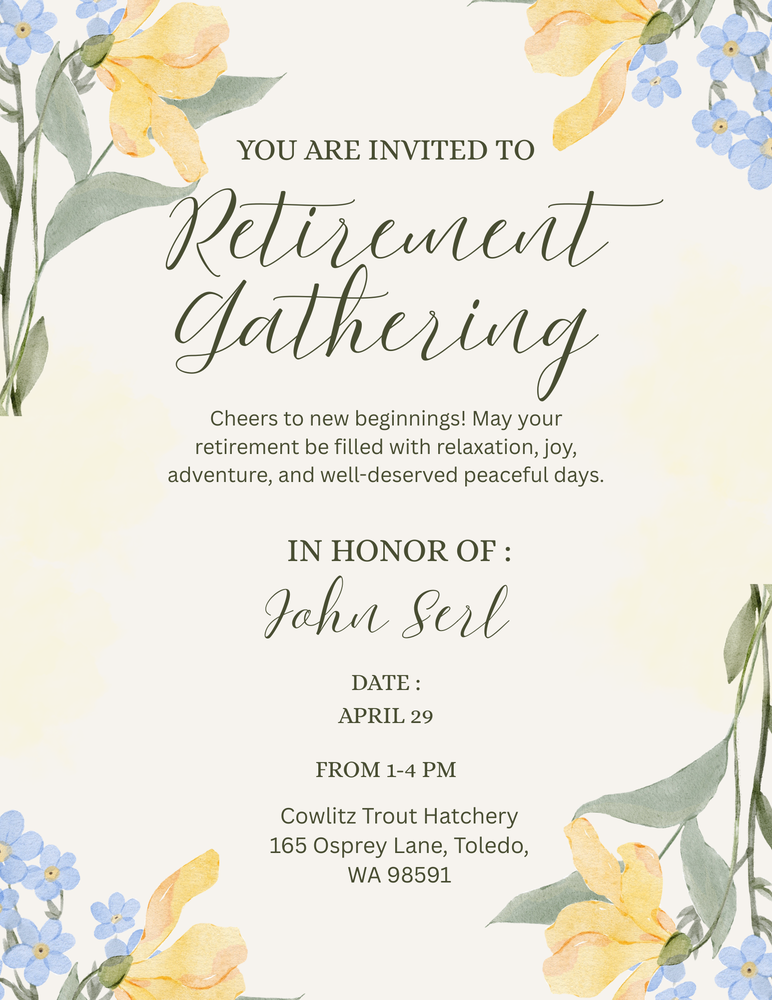 YOU ARE INVITED TO
Retirement
Gathering
Cheers to new beginnings! May your
retirement be filled with relaxation, joy,
adventure, and well-deserved peaceful days.
IN HONOR OF :
John Serl
DATE :
APRIL 29
FROM 1-4 PM
Cowlitz Trout Hatchery
165 Osprey Lane, Toledo,
WA 98591